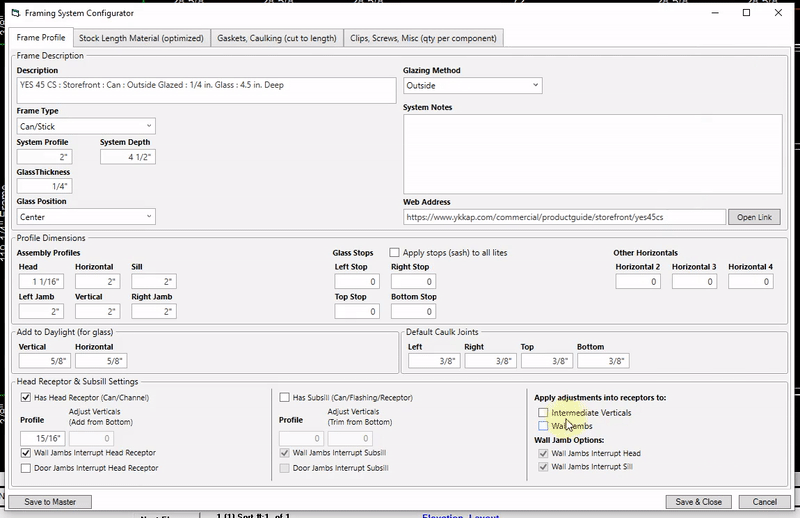 Framing System Configurator
Frame Profile
Stock Length Material (optimized)
Gaskets, Caulking (cut to length)
Clips, Screws, Misc (qty per component)
Frame Description
Description
YES 45 CS : Storefront : Can : Outside Glazed : 1/4 in. Glass : 4.5 in. Deep
Glazing Method
Outside
Frame Type
Can/Stick
System Notes
System Profile
System Depth
2"
4 1/2"
GlassThickness
1/4"
Glass Position
Center
Web Address
https://www.ykkap.com/commercial/productguide/storefront/yes45cs
Open Link
Profile Dimensions
Assembly Profiles
Head
Horizontal
Sill
1 1/16"
2"
2"
Left Jamb
Vertical
Right Jamb
2"
2"
2"
Glass Stops
Apply stops (sash) to all lites
Left Stop
Right Stop
0
0
Top Stop
Bottom Stop
0
0
Other Horizontals
Horizontal 2
Horizontal 3
Horizontal 4
0
0
0
Add to Daylight (for glass)
Vertical
Horizontal
5/8"
5/8"
Default Caulk Joints
Left
Right
Top
Bottom
3/8"
3/8"
3/8"
3/8"
Head Receptor & Subsill Settings
Has Head Receptor (Can/Channel)
Profile
Adjust Verticals
(Add from Bottom)
15/16"
0
Wall Jambs Interrupt Head Receptor
Door Jambs Interrupt Head Receptor
Has Subsill (Can/Flashing/Receptor)
Profile
Adjust Verticals
(Trim from Bottom)
0
0
Wall Jambs Interrupt Subsill
Door Jambs Interrupt Subsill
Apply adjustments into receptors to:
Intermediate Verticals
Wall Jambs
Wall Jamb Options:
Wall Jambs Interrupt Head
Wall Jambs Interrupt Sill
Save to Master
Save & Close
Cancel